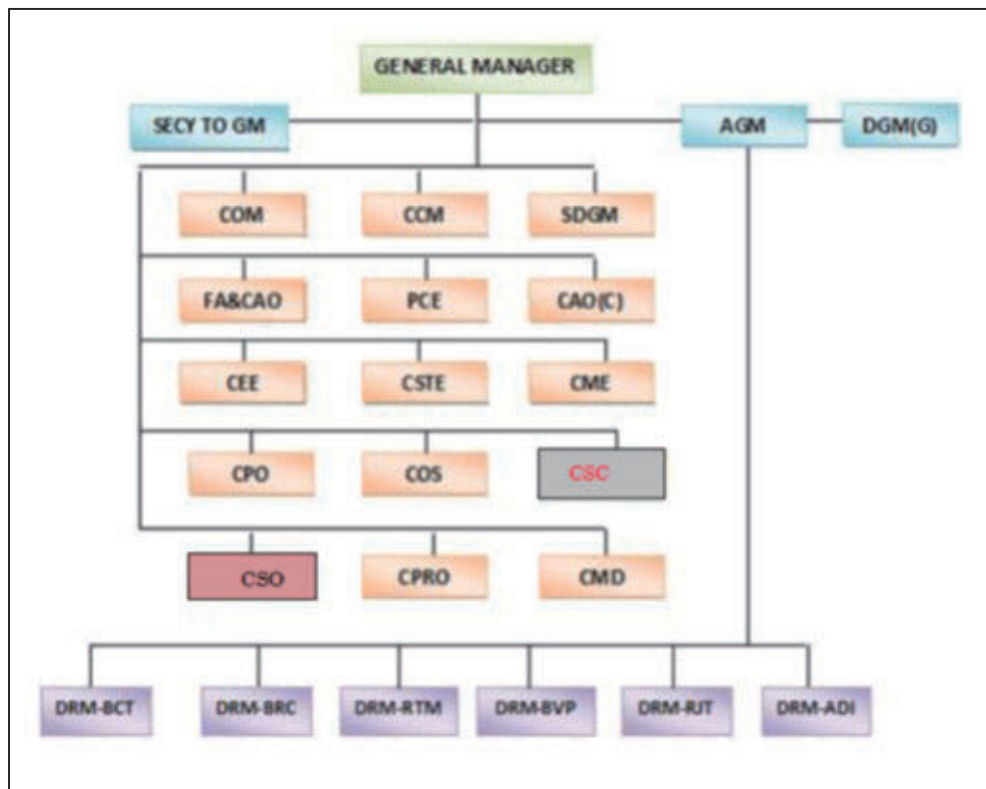 GENERAL MANAGER
SECY TO GM
AGM
DGM(G)
COM
CCM
SDGM
FA&CAO
PCE
CAO(C)
CEE
CSTE
CME
CPO
COS
CSC
CSO
CPRO
CMD
DRM-BCT
DRM-BRC
DRM-RTM
DRM-BVP
DRM-RJT
DRM-ADI